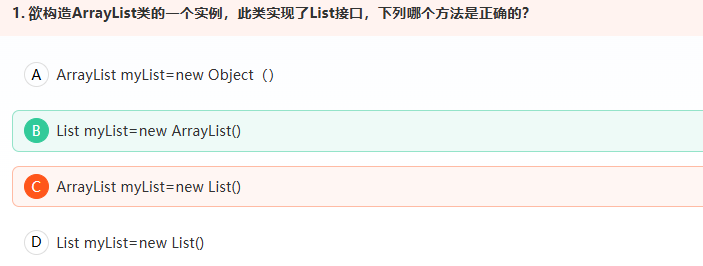 1. 欲构造ArrayList类的一个实例，此类实现了List接口，下列哪个方法是正确的？
A ArrayList myList=new Object（）
B List myList=new ArrayList()
C ArrayList myList=new List()
D List myList=new List()